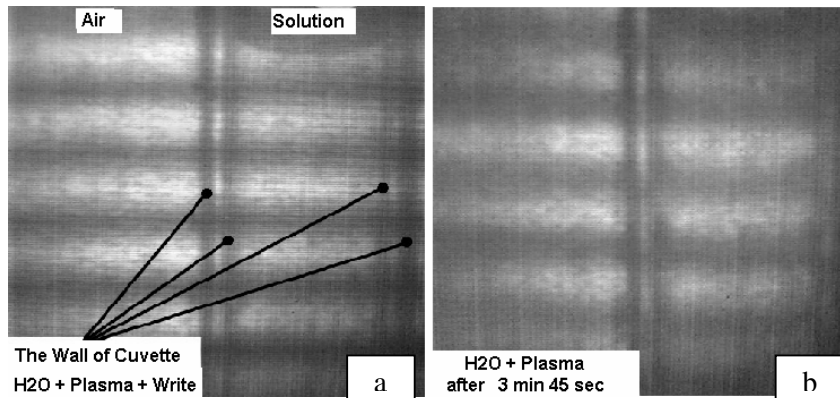 Air
Solution
The Wall of Cuvette
H2O + Plasma + Write
a
H2O + Plasma
after 3 min 45 sec
b